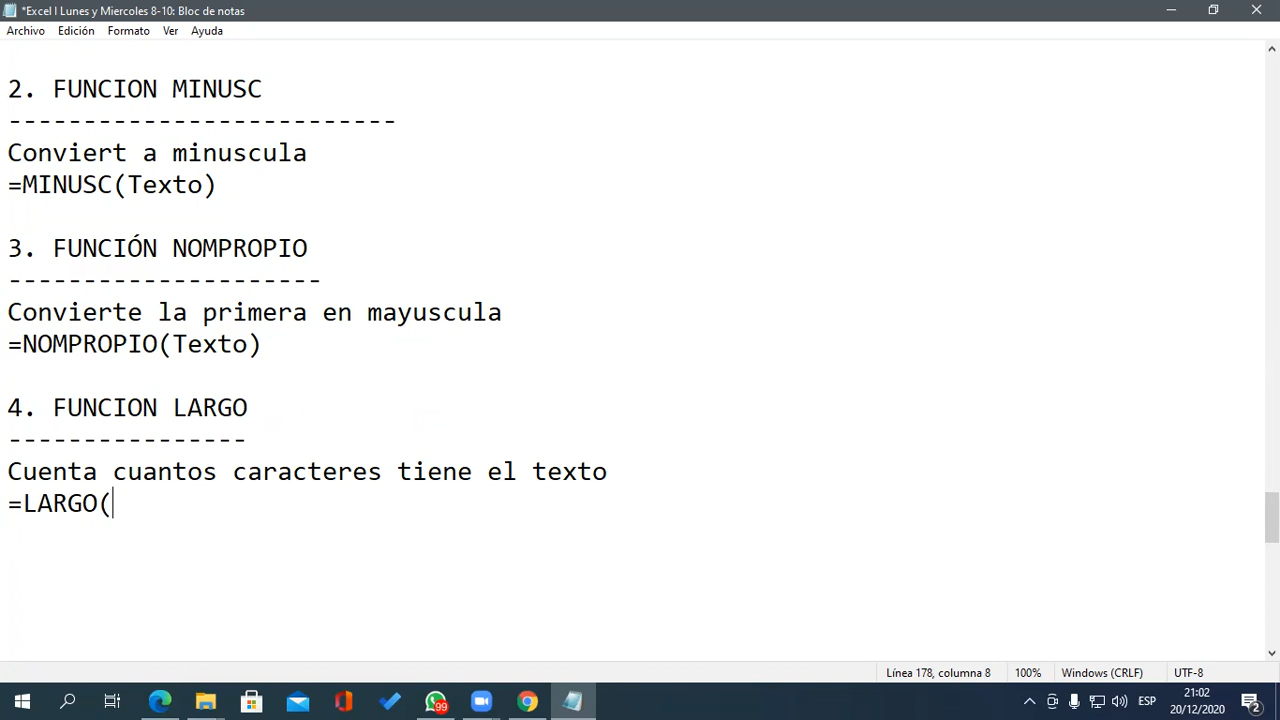 *Excel I Lunes y Miercoles 8-10: Bloc de notas
Archivo Edición Formato Ver Ayuda
2. FUNCION MINUSC
--------------------------
Conviert a minuscula
=MINUSC(Texto)
3. FUNCIÓN NOMPROPIO
---------------------
Convierte la primera en mayuscula
=NOMPROPIO(Texto)
4. FUNCION LARGO
----------------
Cuenta cuantos caracteres tiene el texto
=LARGO(
Línea 178, columna 8 100% Windows (CRLF) UTF-8
99
ESP
21:02
20/12/2020
2